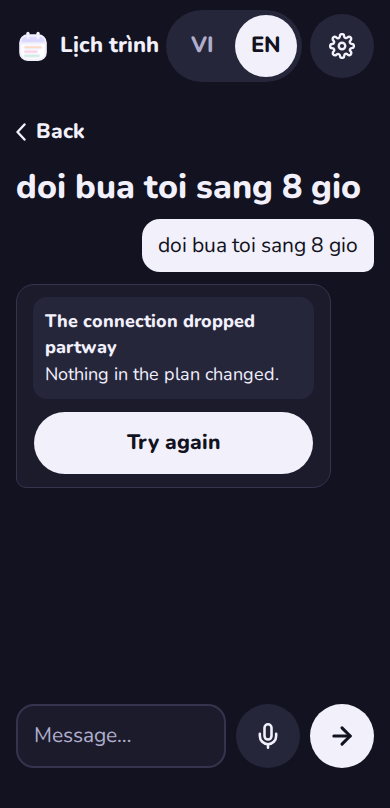 Lịch trình
VI
EN
Back
doi bua toi sang 8 gio
doi bua toi sang 8 gio
The connection dropped
partway
Nothing in the plan changed.
Try again
Message...